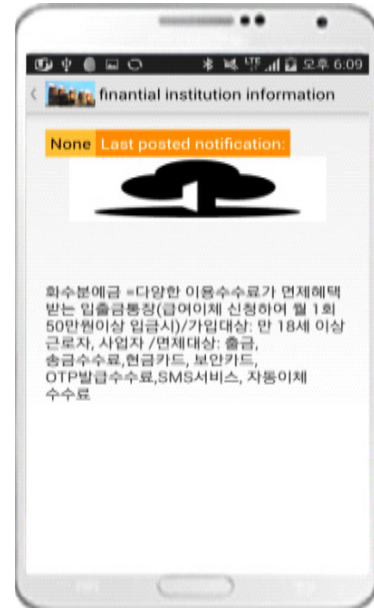 오후 6:09
finantial institution information
None Last posted notification:
화수분예금 =다양한 이용수수료가 면제혜택
받는 입출금통장(급여이체 신청하여 월 1회
50만원이상 입금시)/가입대상: 만 18세 이상
근로자, 사업자 /면제대상: 출금,
송금수수료,현금카드, 보안카드,
OTP발급수수료,SMS서비스, 자동이체
수수료